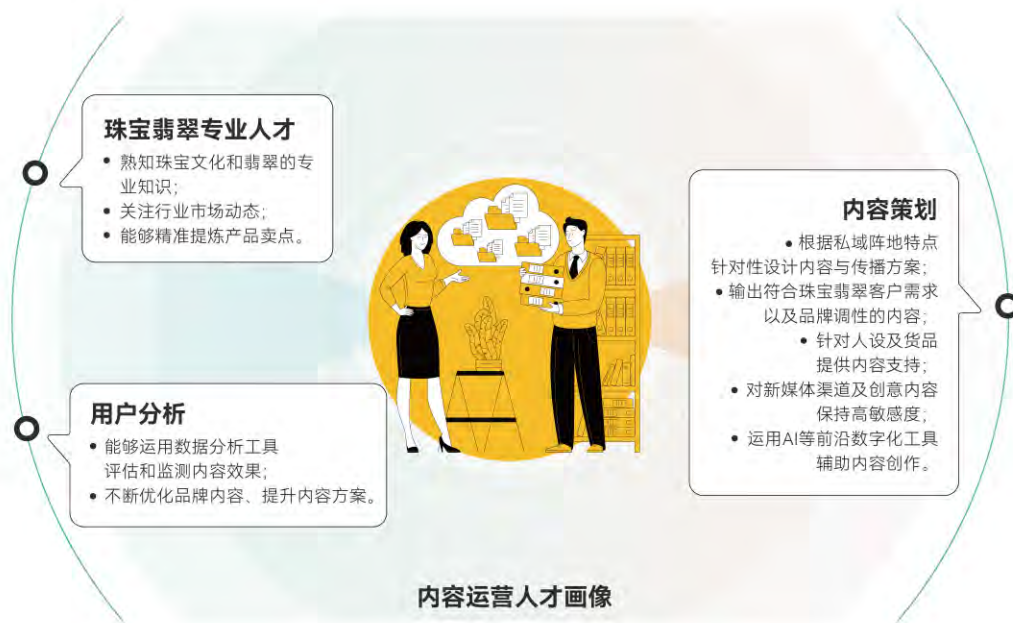 珠宝翡翠专业人才
• 熟知珠宝文化和翡翠的专
业知识；
• 关注行业市场动态；
• 能够精准提炼产品卖点。
用户分析
• 能够运用数据分析工具
评估和监测内容效果；
• 不断优化品牌内容、提升内容方案。
内容策划
• 根据私域阵地特点
针对性设计内容与传播方案；
• 输出符合珠宝翡翠客户需求
以及品牌调性的内容；
• 针对人设及货品
提供内容支持；
• 对新媒体渠道及创意内容
保持高敏感度；
• 运用AI等前沿数字化工具
辅助内容创作。
内容运营人才画像